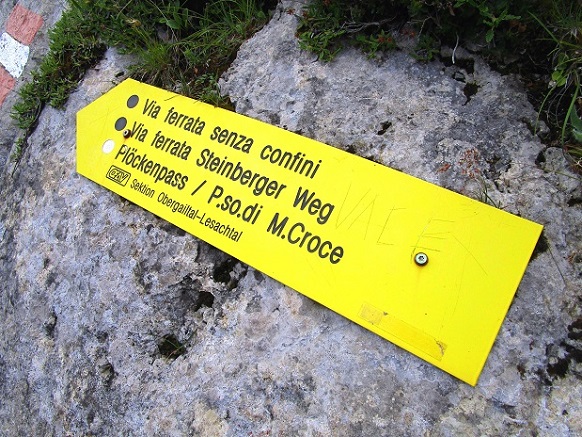 Via ferrata senza confini
Via ferrata Steinberger Weg
Plöckenpass / P.so.di M.Croce
Sektion Obergailtal-Lesachtal